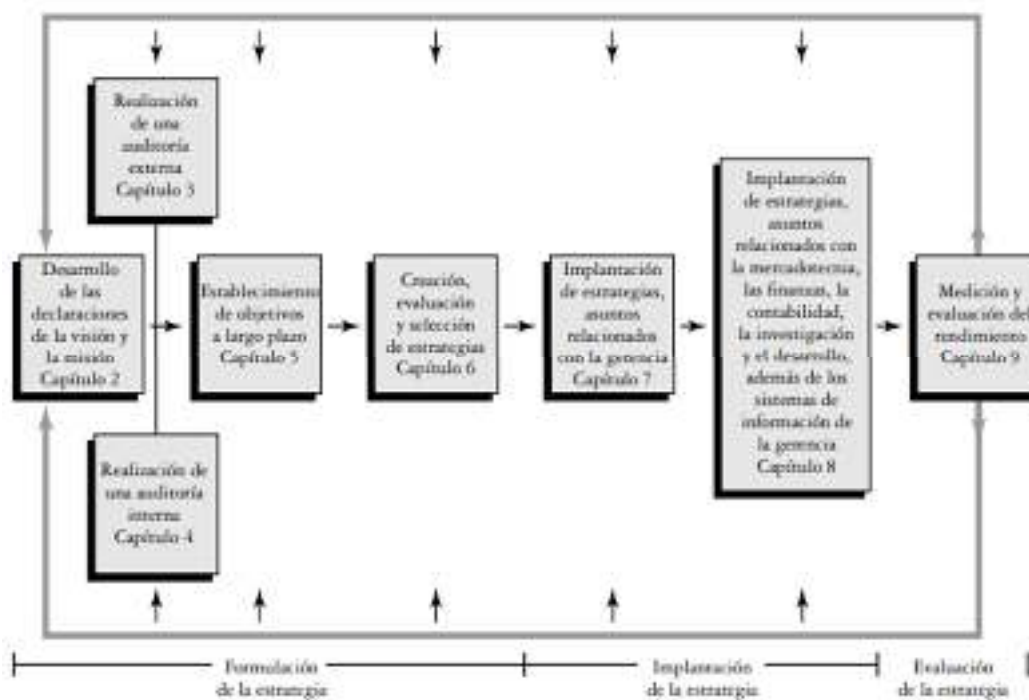 Realización
de una
auditoría
externa
Capítulo 3
Desarrollo
de las
declaraciones
de la visión y
la misión
Capítulo 2
Realización de
una auditoría
interna
Capítulo 4
Establecimiento
de objetivos
a largo plazo
Capítulo 5
Creación,
evaluación
y selección
de estrategias
Capítulo 6
Implantación
de estrategias,
asuntos
relacionados
con la gerencia
Capítulo 7
Implantación
de estrategias,
asuntos
relacionados con
la mercadotecnia,
las finanzas, la
contabilidad,
la investigación
y el desarrollo,
además de los
sistemas de
información de
la gerencia
Capítulo 8
Medición y
evaluación del
rendimiento
Capítulo 9
Formulación
de la estrategia
Implantación
de la estrategia
Evaluación
de la estrategia